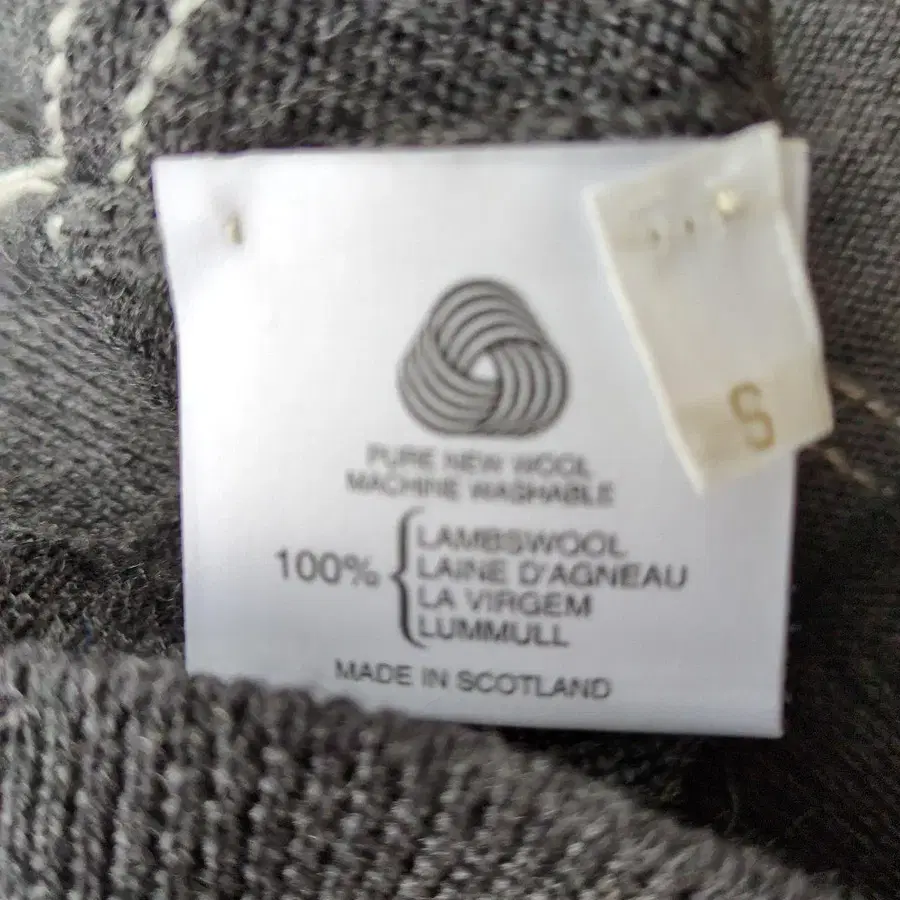 S
PURE NEW WOOL
MACHINE WASHABLE
100%
LAMBSWOOL
LAINE D'AGNEAU
LA VIRGEM
LUMMULL
MADE IN SCOTLAND